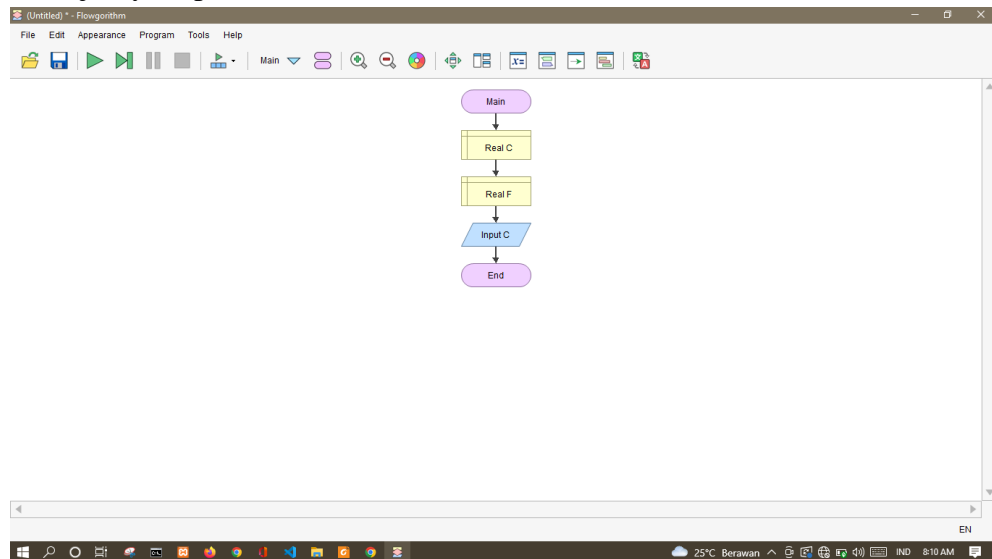 (Untitled) * - Flowgorithm
File Edit Appearance Program Tools Help
Main
x=
Main
Real C
Real F
Input C
End
EN
25°C Berawan IND 8:10 AM